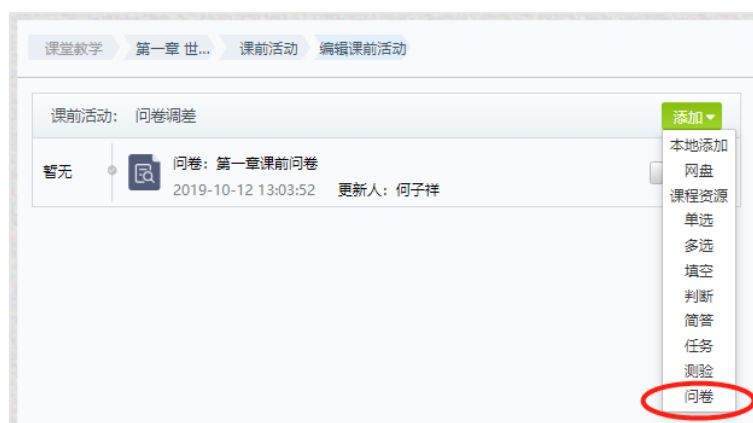 课堂教学 第一章 世... 课前活动 编辑课前活动
课前活动： 问卷调差 添加
暂无 问卷：第一章课前问卷
2019-10-12 13:03:52 更新人：何子祥
本地添加
网盘
课程资源
单选
多选
填空
判断
简答
任务
测验
问卷